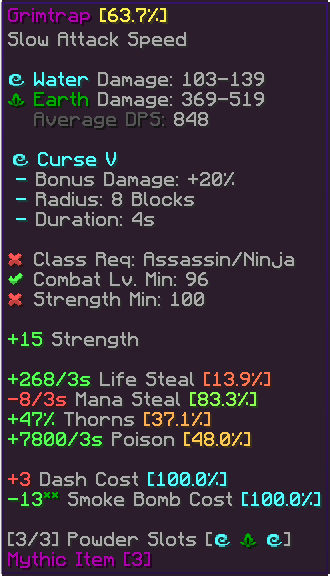 Grimtrap [63.7%]
Slow Attack Speed
Water Damage: 103-139
Earth Damage: 369-519
Average DPS: 848
Curse V
- Bonus Damage: +20%
- Radius: 8 Blocks
- Duration: 4s
✖ Class Req: Assassin/Ninja
✔ Combat Lv. Min: 96
✖ Strength Min: 100
+15 Strength
+268/3s Life Steal [13.9%]
-8/3s Mana Steal [83.3%]
+47% Thorns [37.1%]
+7800/3s Poison [48.0%]
+3 Dash Cost [100.0%]
-13** Smoke Bomb Cost [100.0%]
[3/3] Powder Slots [      ]
Mythic Item [3]